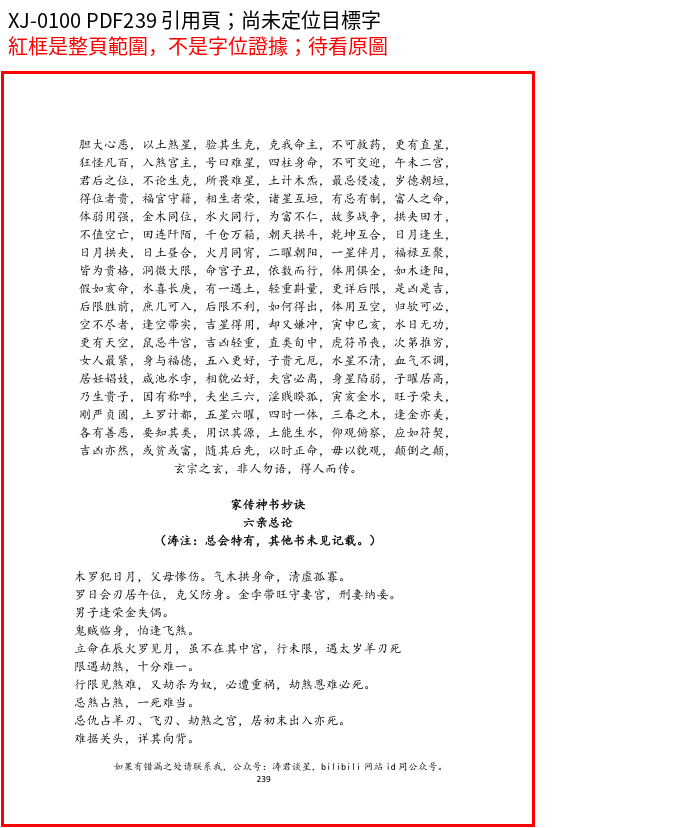 XJ-0100 PDF239 引用頁；尚未定位目標字
紅框是整頁範圍，不是字位證據；待看原圖
胆大心恶，以土煞星，验其生克，克我命主，不可救药，更有直星，
狂怪凡百，入煞宫主，号曰难星，四柱身命，不可交迎，午未二宫，
君后之位，不论生克，所畏难星，土计木炁，最忌侵凌，岁德朝垣，
得位者贵，福官守籍，相生者荣，诸星互垣，有忌有制，富人之命，
体弱用强，金木同位，水火同行，为富不仁，故多战争，拱夹田才，
不值空亡，田连阡陌，千仓万箱，朝天拱斗，乾坤互合，日月逢生，
日月拱夹，日土昼合，火月同宵，二曜朝阳，一星伴月，福禄互聚，
皆为贵格，洞微大限，命宫子丑，依数而行，体用俱全，如木逢阳，
假如亥命，水喜长庚，有一遇土，轻重斟量，更详后限，是凶是吉，
后限胜前，庶几可入，后限不利，如何得出，体用互空，归欤可必，
空不尽者，逢空带实，吉星得用，却又嫌冲，寅申巳亥，水日无功，
更有天空，鼠忌牛宫，吉凶轻重，直类旬中，虎符吊丧，次第推穷，
女人最紧，身与福德，五八更好，子贵元厄，水星不清，血气不调，
居妊娼妓，咸池水孛，相貌必好，夫宫必离，身星陷弱，子曜居高，
乃生贵子，因有称呼，夫坐三六，淫贱暌孤，寅亥金水，旺子荣夫，
刚严贞固，土罗计都，五星六曜，四时一体，三春之木，逢金亦美，
各有善恶，要知其类，用识其源，土能生水，仰观俯察，应如符契，
吉凶亦然，或贫或富，随其后先，以时正命，毋以貌观，颠倒之颠，
玄宗之玄，非人勿语，得人而传。
家传神书妙诀
六亲总论
（涛注：总会特有，其他书未见记载。）
木罗犯日月，父母惨伤。气木拱身命，清虚孤寡。
罗日会刃居午位，克父防身。金孛带旺守妻宫，刑妻纳妾。
男子逢荣金失偶。
鬼贼临身，怕逢飞煞。
立命在辰火罗见月，虽不在其中宫，行未限，遇太岁羊刃死
限遇劫煞，十分难一。
行限见煞难，又劫杀为奴，必遭重祸，劫煞恩难必死。
忌煞占煞，一死难当。
忌仇占羊刃、飞刃、劫煞之宫，居初末出入亦死。
难据关头，详其向背。
如果有错漏之处请联系我，公众号：涛君谈星，bilibili 网站 id 同公众号。
239